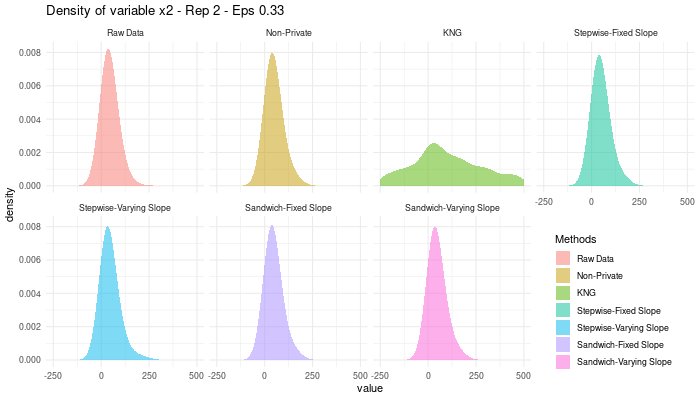 Density of variable x2 - Rep 2 - Eps 0.33
Raw Data
Non-Private
KNG
Stepwise-Fixed Slope
0.008
0.006
0.004
0.002
0.000
-250 0 250 500
density
Stepwise-Varying Slope
Sandwich-Fixed Slope
Sandwich-Varying Slope
0.008
0.006
0.004
0.002
0.000
-250 0 250 500
-250 0 250 500
-250 0 250 500
value
Methods
Raw Data
Non-Private
KNG
Stepwise-Fixed Slope
Stepwise-Varying Slope
Sandwich-Fixed Slope
Sandwich-Varying Slope